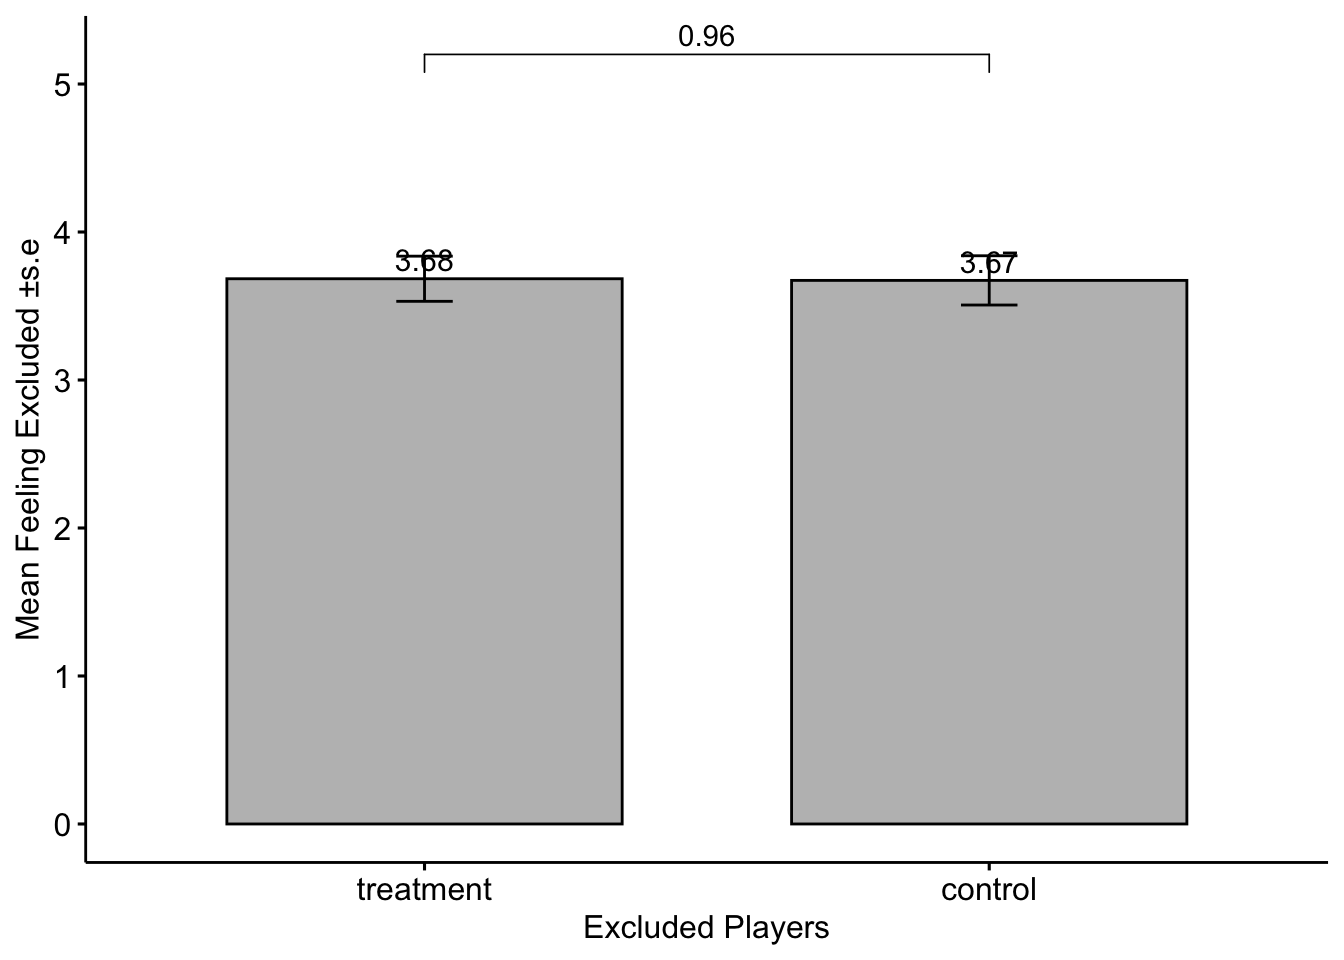 0.96
5
4
3
2
1
0
Mean Feeling Excluded ±s.e
3.68
3.67
treatment
control
Excluded Players